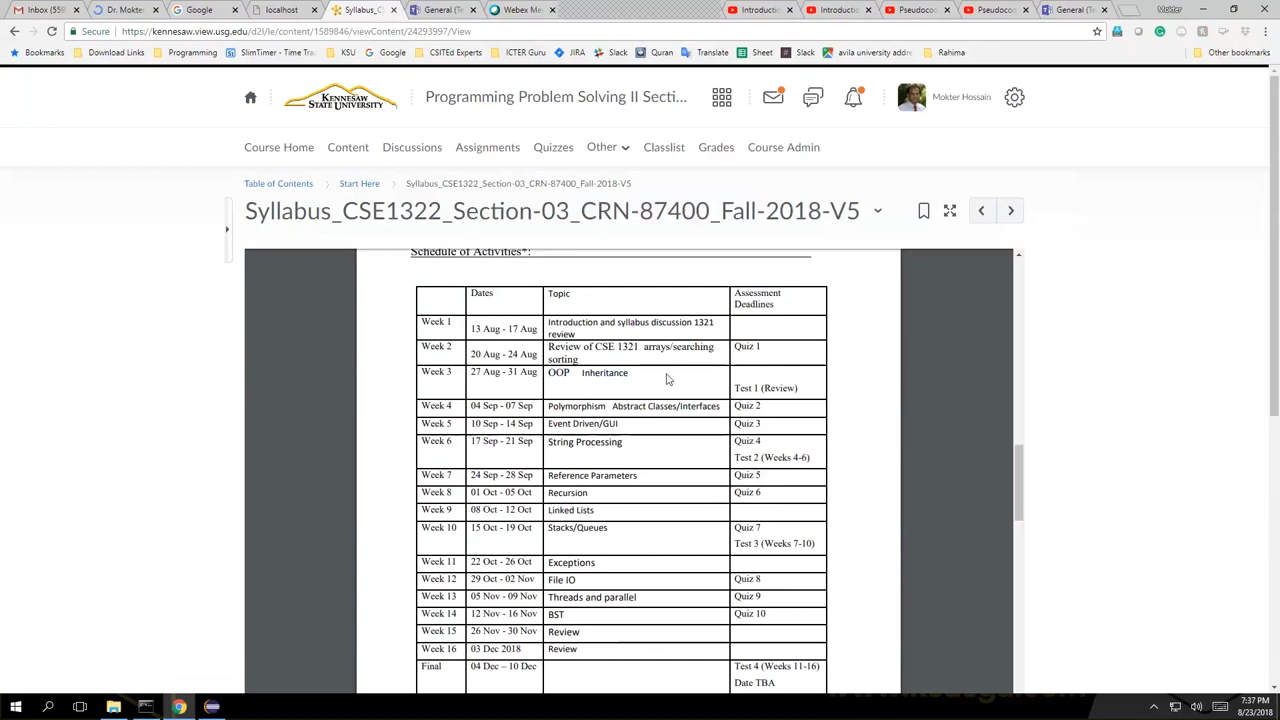 Inbox (559
Dr. Mokter
Google
localhost
Syllabus_CSE1322_S
General (Te
Webex Me
Introduction
Introduction
Pseudocod
Pseudocod
General (Te
Mokter
Secure
https://kennesaw.view.usg.edu/d2l/le/content/1589846/viewContent/24293997/View
Bookmarks
Download Links
Programming
SlimTimer - Time Tra
KSU
Google
CSITEd Experts
ICTER Guru
JIRA
Slack
Quran
Translate
Sheet
Slack
avila university addre
Rahima
Other bookmarks
KENNESAW
STATE UNIVERSITY
Programming Problem Solving II Secti...
Mokter Hossain
Course Home
Content
Discussions
Assignments
Quizzes
Other
Classlist
Grades
Course Admin
Table of Contents
Start Here
Syllabus_CSE1322_Section-03_CRN-87400_Fall-2018-V5
Syllabus_CSE1322_Section-03_CRN-87400_Fall-2018-V5
Schedule of Activities*:
Dates
Topic
Assessment
Deadlines
Week 1
13 Aug - 17 Aug
Introduction and syllabus discussion 1321
review
Week 2
20 Aug - 24 Aug
Review of CSE 1321 arrays/searching
sorting
Quiz 1
Week 3
27 Aug - 31 Aug
OOP Inheritance
Test 1 (Review)
Week 4
04 Sep - 07 Sep
Polymorphism Abstract Classes/Interfaces
Quiz 2
Week 5
10 Sep - 14 Sep
Event Driven/GUI
Quiz 3
Week 6
17 Sep - 21 Sep
String Processing
Quiz 4
Test 2 (Weeks 4-6)
Week 7
24 Sep - 28 Sep
Reference Parameters
Quiz 5
Week 8
01 Oct - 05 Oct
Recursion
Quiz 6
Week 9
08 Oct - 12 Oct
Linked Lists
Week 10
15 Oct - 19 Oct
Stacks/Queues
Quiz 7
Test 3 (Weeks 7-10)
Week 11
22 Oct - 26 Oct
Exceptions
Week 12
29 Oct - 02 Nov
File IO
Quiz 8
Week 13
05 Nov - 09 Nov
Threads and parallel
Quiz 9
Week 14
12 Nov - 16 Nov
BST
Quiz 10
Week 15
26 Nov - 30 Nov
Review
Week 16
03 Dec 2018
Review
Final
04 Dec – 10 Dec
Test 4 (Weeks 11-16)
Date TBA
7:37 PM
8/23/2018